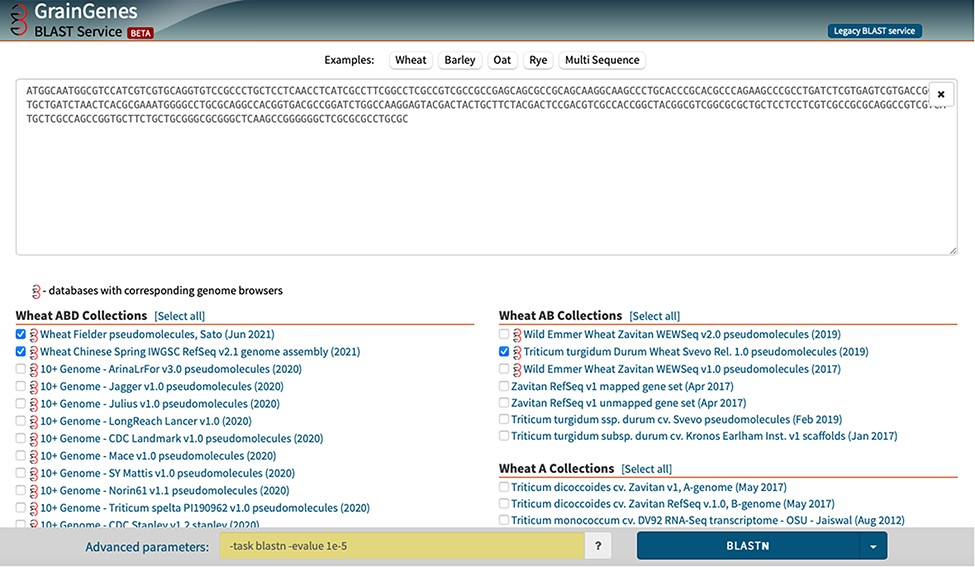 GrainGenes
BLAST Service BETA
Legacy BLAST service
Examples: Wheat Barley Oat Rye Multi Sequence
ATGGCAATGGCGTCCATCGTCGTGCAGGTGTCCGCCCTGCTCCTCAACCTCATCGCCTTCGGCCTCGCCGTCGCCGCCGAGCAGCGCCGCAGCAAGGCAAGCCCTGCACCCGCACGCCCAGAAGCCCGCCTGATCTCGTGAGTCGTGACCG
TGCTGATCTAACTCACGCGAAATGGGGCCTGCGCAGGCCACGGTGACGCCGGATCTGGCCAAGGAGTACGACTACTGCTTCTACGACTCCGACGTCGCCACCGGCTACGGCGTCGGCGCGCTGCTCCTCCTCGTCGCCGCGCAGGCCGTCGT
TGCTCGCCAGCCGGTGCTTCTGCTGCGGGCGCGGGCTCAAGCCGGGGGGCTCGCGCGCCTGCGC
- databases with corresponding genome browsers
Wheat ABD Collections [Select all]
Wheat Fielder pseudomolecules, Sato (Jun 2021)
Wheat Chinese Spring IWGSC RefSeq v2.1 genome assembly (2021)
10+ Genome - ArinaLrFor v3.0 pseudomolecules (2020)
10+ Genome - Jagger v1.0 pseudomolecules (2020)
10+ Genome - Julius v1.0 pseudomolecules (2020)
10+ Genome - LongReach Lancer v1.0 (2020)
10+ Genome - CDC Landmark v1.0 pseudomolecules (2020)
10+ Genome - Mace v1.0 pseudomolecules (2020)
10+ Genome - SY Mattis v1.0 pseudomolecules (2020)
10+ Genome - Norin61 v1.1 pseudomolecules (2020)
10+ Genome - Triticum spelta PI190962 v1.0 pseudomolecules (2020)
10+ Genome - CDC Stanley v1.2 stanley (2020)
Wheat AB Collections [Select all]
Wild Emmer Wheat Zavitan WEWSeq v2.0 pseudomolecules (2019)
Triticum turgidum Durum Wheat Svevo Rel. 1.0 pseudomolecules (2019)
Wild Emmer Wheat Zavitan WEWSeq v1.0 pseudomolecules (2017)
Zavitan RefSeq v1 mapped gene set (Apr 2017)
Zavitan RefSeq v1 unmapped gene set (Apr 2017)
Triticum turgidum ssp. durum cv. Svevo pseudomolecules (Feb 2019)
Triticum turgidum subsp. durum cv. Kronos Earlham Inst. v1 scaffolds (Jan 2017)
Wheat A Collections [Select all]
Triticum dicoccoides cv. Zavitan v1, A-genome (May 2017)
Triticum dicoccoides cv. Zavitan RefSeq v.1.0, B-genome (May 2017)
Triticum monococcum cv. DV92 RNA-Seq transcriptome - OSU - Jaiswal (Aug 2012)
Advanced parameters: -task blastn -evalue 1e-5 ? BLASTN